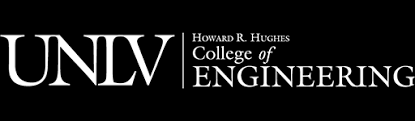 UNLV
HOWARD R. HUGHES
College of
ENGINEERING